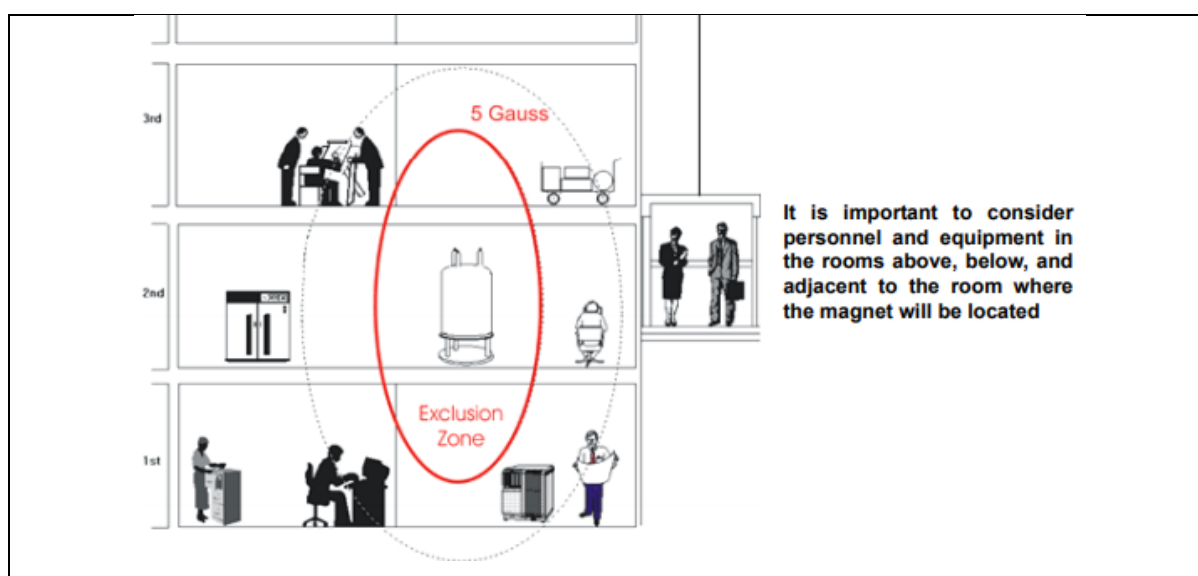 3rd
5 Gauss
It is important to consider
personnel and equipment in
the rooms above, below, and
adjacent to the room where
the magnet will be located
2nd
Exclusion
Zone
1st